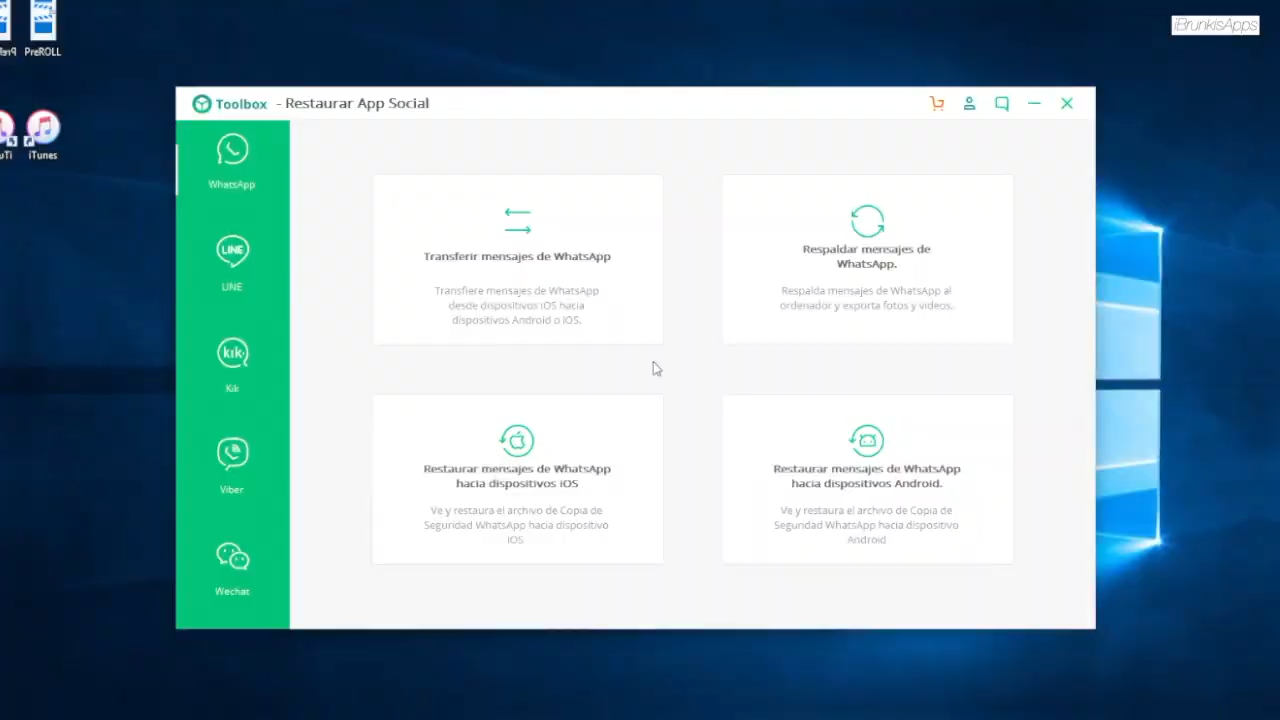 iBrunkisApps
PreROLL
iTunes
Toolbox - Restaurar App Social
WhatsApp
LINE
LINE
kik
Kik
Viber
Wechat
Transferir mensajes de WhatsApp
Transfiere mensajes de WhatsApp
desde dispositivos iOS hacia
dispositivos Android o iOS.
Respaldar mensajes de
WhatsApp.
Respalda mensajes de WhatsApp al
ordenador y exporta fotos y videos.
Restaurar mensajes de WhatsApp
hacia dispositivos iOS
Ve y restaura el archivo de Copia de
Seguridad WhatsApp hacia dispositivo
iOS
Restaurar mensajes de WhatsApp
hacia dispositivos Android.
Ve y restaura el archivo de Copia de
Seguridad WhatsApp hacia dispositivo
Android